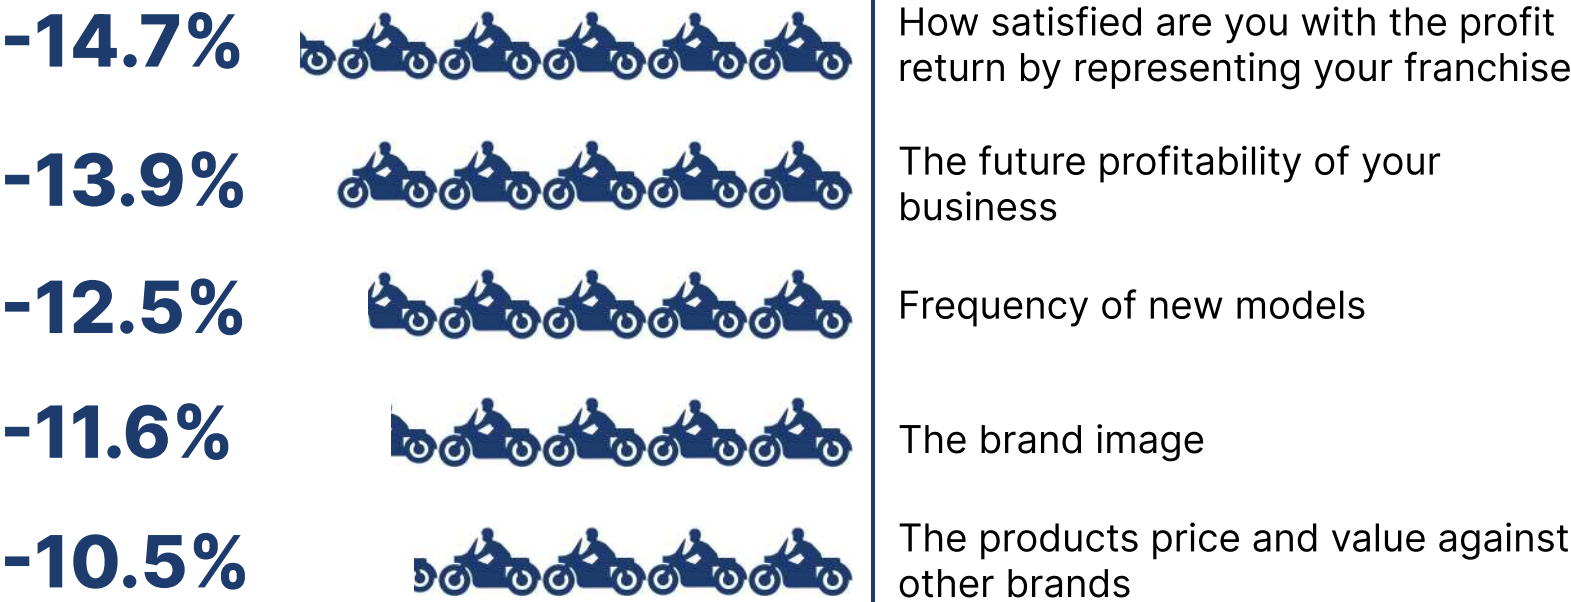 -14.7%
How satisfied are you with the profit
return by representing your franchise
-13.9%
The future profitability of your
business
-12.5%
Frequency of new models
-11.6%
The brand image
-10.5%
The products price and value against
other brands